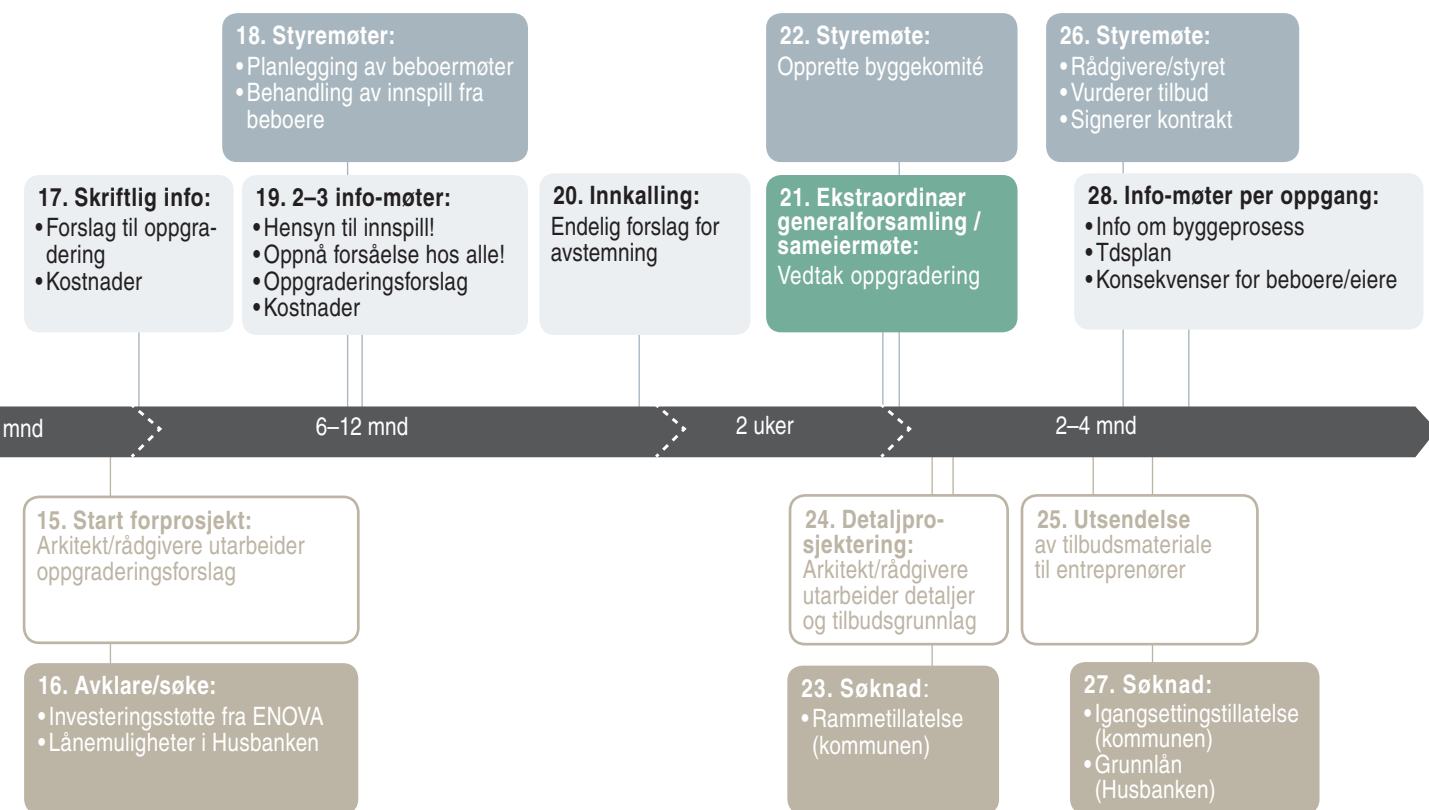 18. Styremøter:
•Planlegging av beboermøter
•Behandling av innspill fra
beboere
22. Styremøte:
Opprette byggekomité
26. Styremøte:
•Rådgivere/styret
•Vurderer tilbud
•Signerer kontrakt
17. Skriftlig info:
•Forslag til oppgra-
dering
•Kostnader
19. 2–3 info-møter:
•Hensyn til innspill!
•Oppnå forsåelse hos alle!
•Oppgraderingsforslag
•Kostnader
20. Innkalling:
Endelig forslag for
avstemning
21. Ekstraordinær
generalforsamling /
sameiermøte:
Vedtak oppgradering
28. Info-møter per oppgang:
•Info om byggeprosess
•Tdsplan
•Konsekvenser for beboere/eiere
mnd
6–12 mnd
2 uker
2–4 mnd
15. Start forprosjekt:
Arkitekt/rådgivere utarbeider
oppgraderingsforslag
24. Detaljpro-
sjektering:
Arkitekt/rådgivere
utarbeider detaljer
og tilbudsgrunnlag
25. Utsendelse
av tilbudsmateriale
til entreprenører
16. Avklare/søke:
•Investeringsstøtte fra ENOVA
•Lånemuligheter i Husbanken
23. Søknad:
•Rammetillatelse
(kommunen)
27. Søknad:
•Igangsettingstillatelse
(kommunen)
•Grunnlån
(Husbanken)